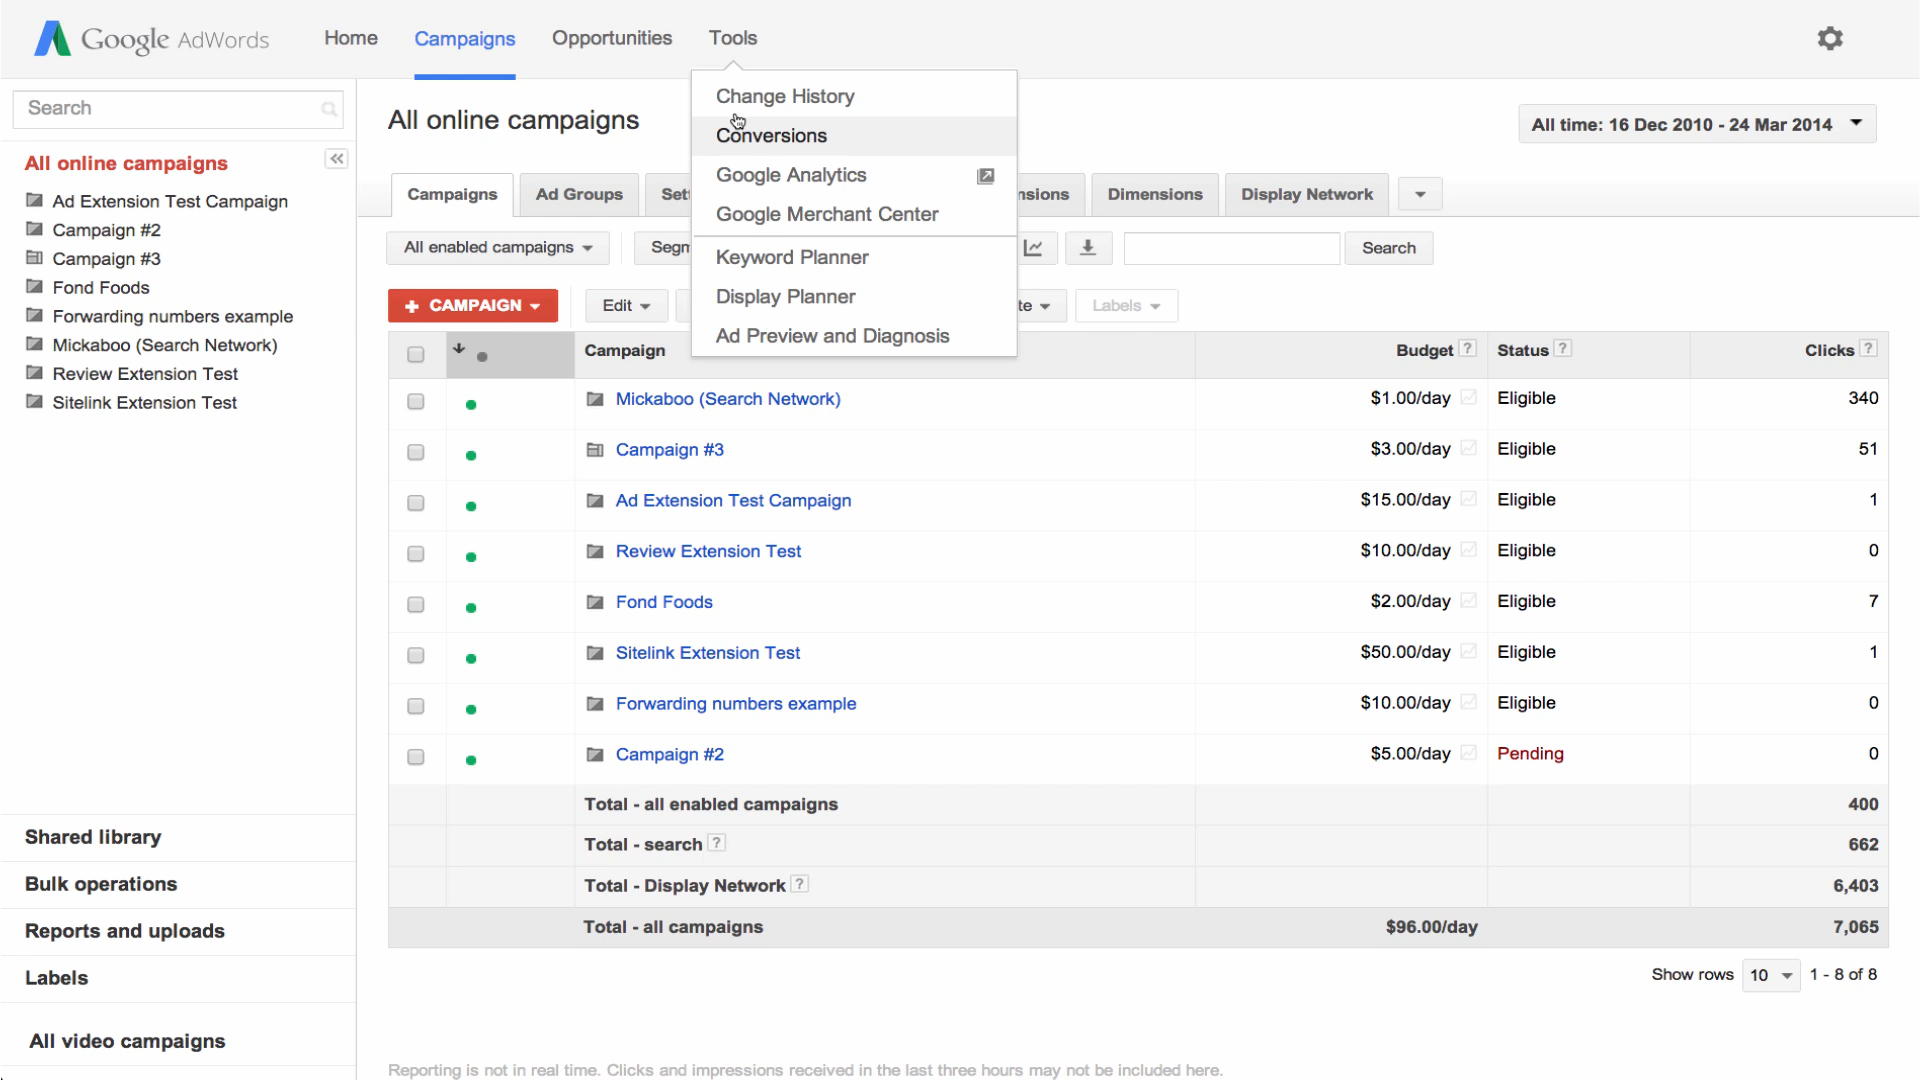 Google AdWords
Home
Campaigns
Opportunities
Tools
Search
All online campaigns
Ad Extension Test Campaign
Campaign #2
Campaign #3
Fond Foods
Forwarding numbers example
Mickaboo (Search Network)
Review Extension Test
Sitelink Extension Test
Shared library
Bulk operations
Reports and uploads
Labels
All video campaigns
All online campaigns
All time: 16 Dec 2010 - 24 Mar 2014
Change History
Conversions
Google Analytics
Google Merchant Center
Keyword Planner
Display Planner
Ad Preview and Diagnosis
Campaigns
Ad Groups
Sett
nsions
Dimensions
Display Network
All enabled campaigns
Segm
Search
+ CAMPAIGN
Edit
te
Labels
Campaign Budget ? Status ? Clicks ?
Mickaboo (Search Network) $1.00/day Eligible 340
Campaign #3 $3.00/day Eligible 51
Ad Extension Test Campaign $15.00/day Eligible 1
Review Extension Test $10.00/day Eligible 0
Fond Foods $2.00/day Eligible 7
Sitelink Extension Test $50.00/day Eligible 1
Forwarding numbers example $10.00/day Eligible 0
Campaign #2 $5.00/day Pending 0
Total - all enabled campaigns 400
Total - search ? 662
Total - Display Network ? 6,403
Total - all campaigns $96.00/day 7,065
Show rows 10 1 - 8 of 8
Reporting is not in real time. Clicks and impressions received in the last three hours may not be included here.